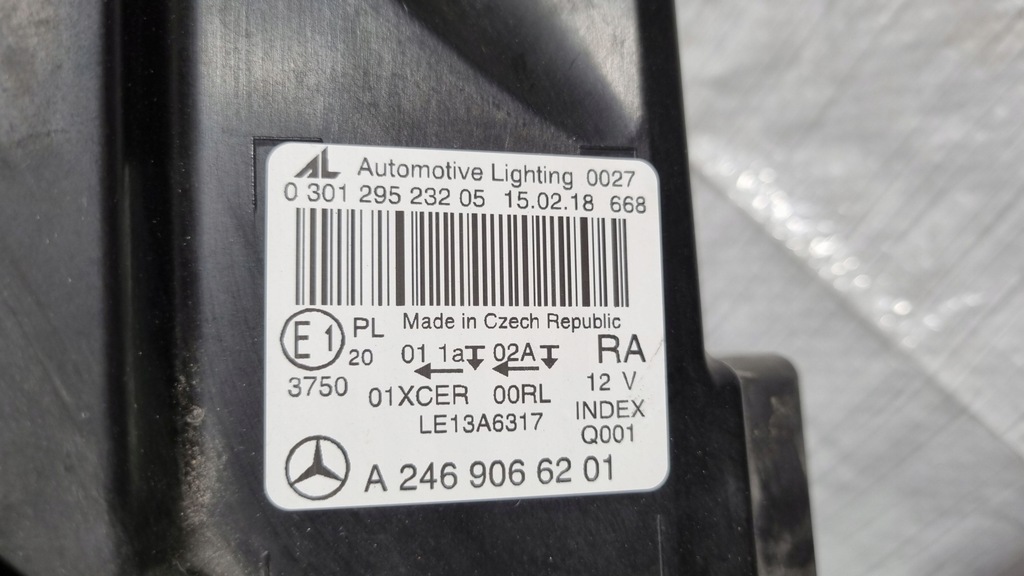 AL Automotive Lighting 0027
0 301 295 232 05 15.02.18 668
Made in Czech Republic
E1 PL 20 01 1a 02A RA
3750 01XCER 00RL 12 V
LE13A6317 INDEX
Q001
A 246 906 62 01